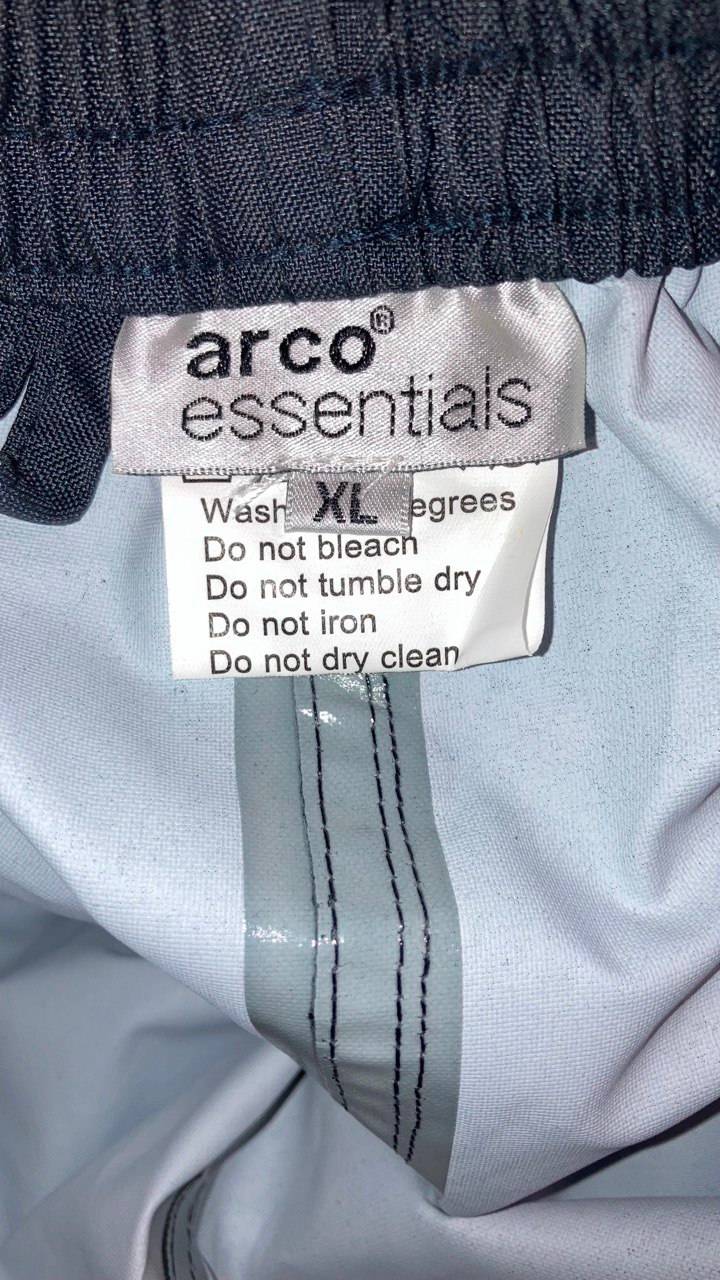 arco®
essentials
XL
Wash egrees
Do not bleach
Do not tumble dry
Do not iron
Do not dry clean